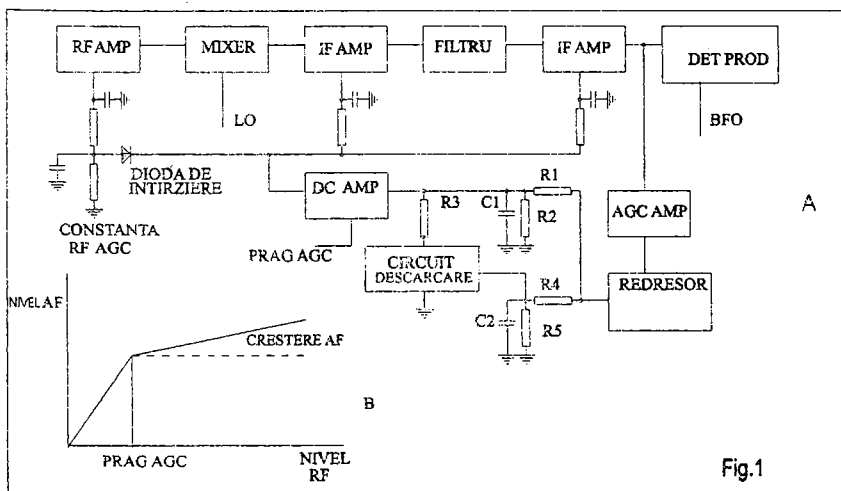 RF AMP
MIXER
IF AMP
FILTRU
IF AMP
DET PROD
LO
BFO
DIODA DE
INTIRZIERE
DC AMP
R1
R3
C1
R2
AGC AMP
A
CONSTANTA
RF AGC
PRAG AGC
CIRCUIT
DESCARCARE
R4
REDRESOR
C2
R5
NIVEL AF
CRESTERE AF
B
PRAG AGC
NIVEL
RF
Fig.1